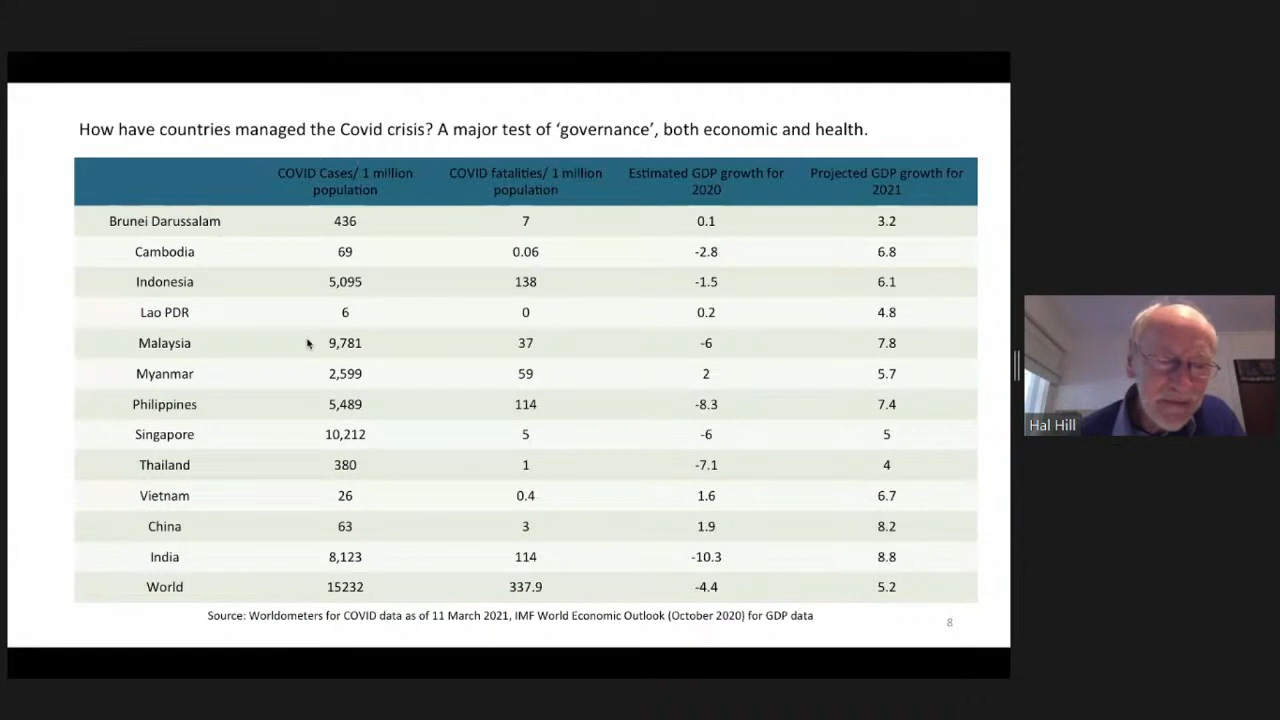 How have countries managed the Covid crisis? A major test of ‘governance’, both economic and health.
COVID Cases/ 1 million population COVID fatalities/ 1 million population Estimated GDP growth for 2020 Projected GDP growth for 2021
Brunei Darussalam 436 7 0.1 3.2
Cambodia 69 0.06 -2.8 6.8
Indonesia 5,095 138 -1.5 6.1
Lao PDR 6 0 0.2 4.8
Malaysia 9,781 37 -6 7.8
Myanmar 2,599 59 2 5.7
Philippines 5,489 114 -8.3 7.4
Singapore 10,212 5 -6 5
Thailand 380 1 -7.1 4
Vietnam 26 0.4 1.6 6.7
China 63 3 1.9 8.2
India 8,123 114 -10.3 8.8
World 15232 337.9 -4.4 5.2
Source: Worldometers for COVID data as of 11 March 2021, IMF World Economic Outlook (October 2020) for GDP data
8
Hal Hill